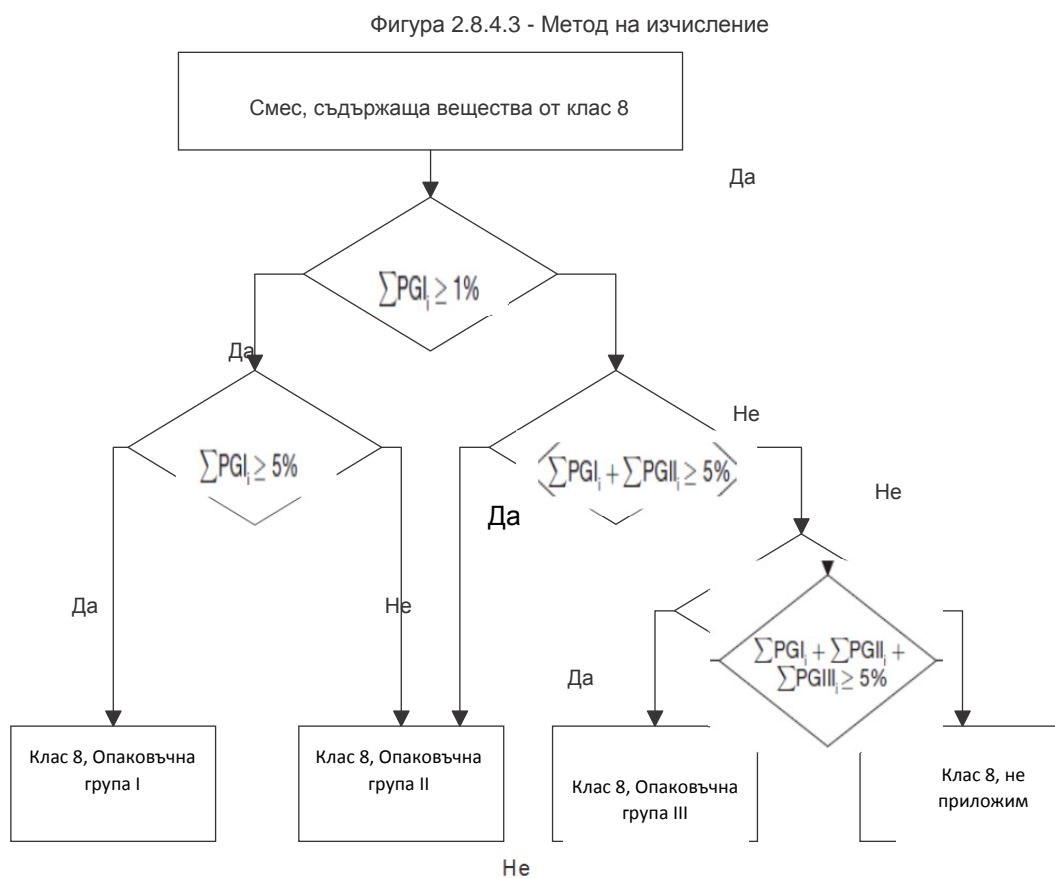 Фигура 2.8.4.3 - Метод на изчисление
Смес, съдържаща вещества от клас 8
Да
∑PGIᵢ ≥ 1%
Да
Не
∑PGIᵢ ≥ 5%
∑PGIᵢ + ∑PGIIᵢ ≥ 5%
Не
Да
Да
Не
∑PGIᵢ + ∑PGIIᵢ +
∑PGIIIᵢ ≥ 5%
Да
Клас 8, Опаковъчна
група I
Клас 8, Опаковъчна
група II
Клас 8, Опаковъчна
група III
Клас 8, не
приложим
Не